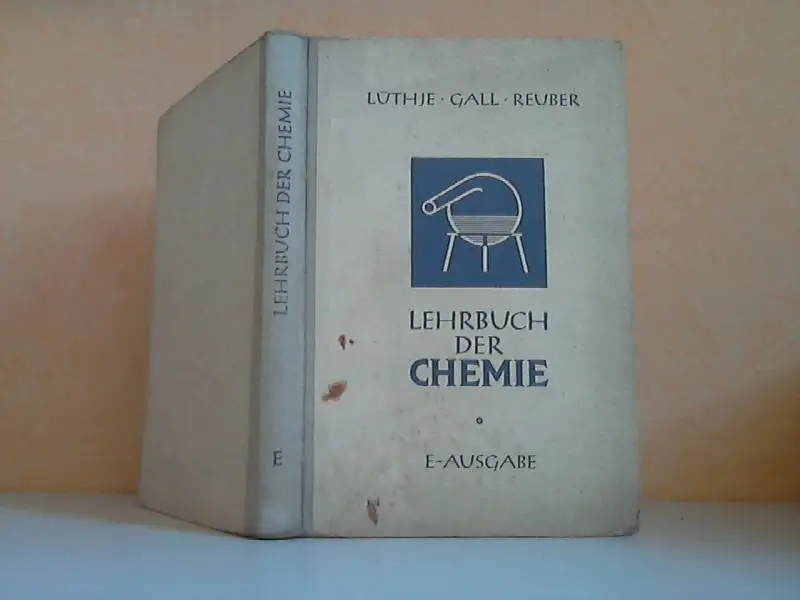 LÜTHJE · GALL · REUBER
LEHRBUCH
DER
CHEMIE
E-AUSGABE
LEHRBUCH DER CHEMIE
E